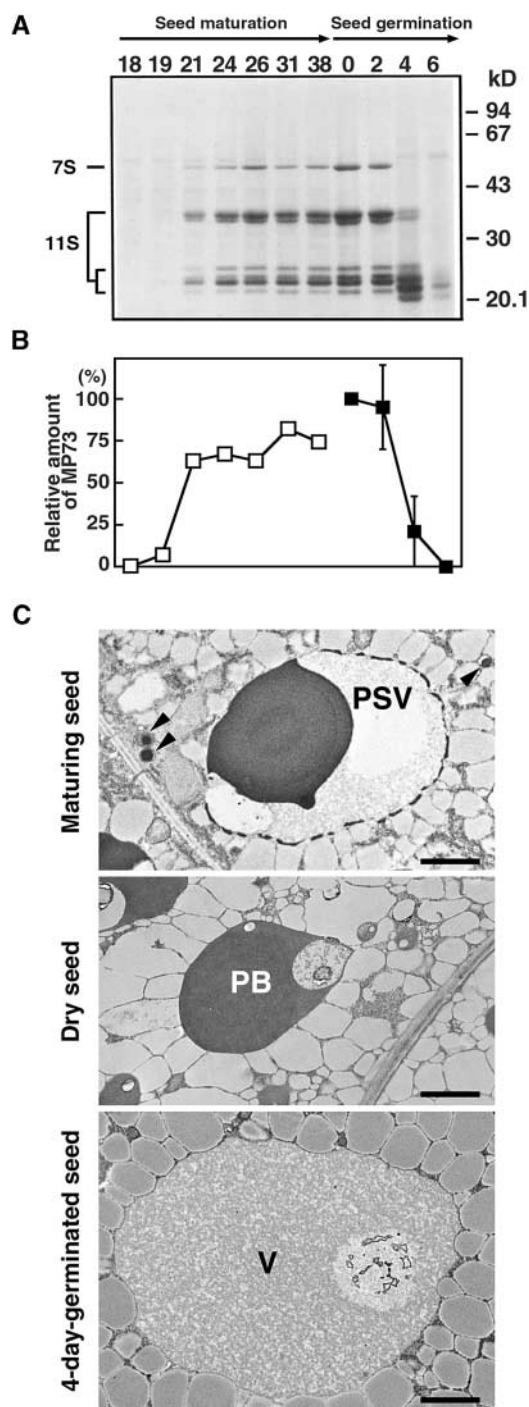 A
Seed maturation Seed germination
18 19 21 24 26 31 38 0 2 4 6 kD
94
67
7S
43
11S
30
20.1
B
(%)
100
75
50
25
0
Relative amount
of MP73
C
Maturing seed
PSV
Dry seed
PB
4-day-germinated seed
V